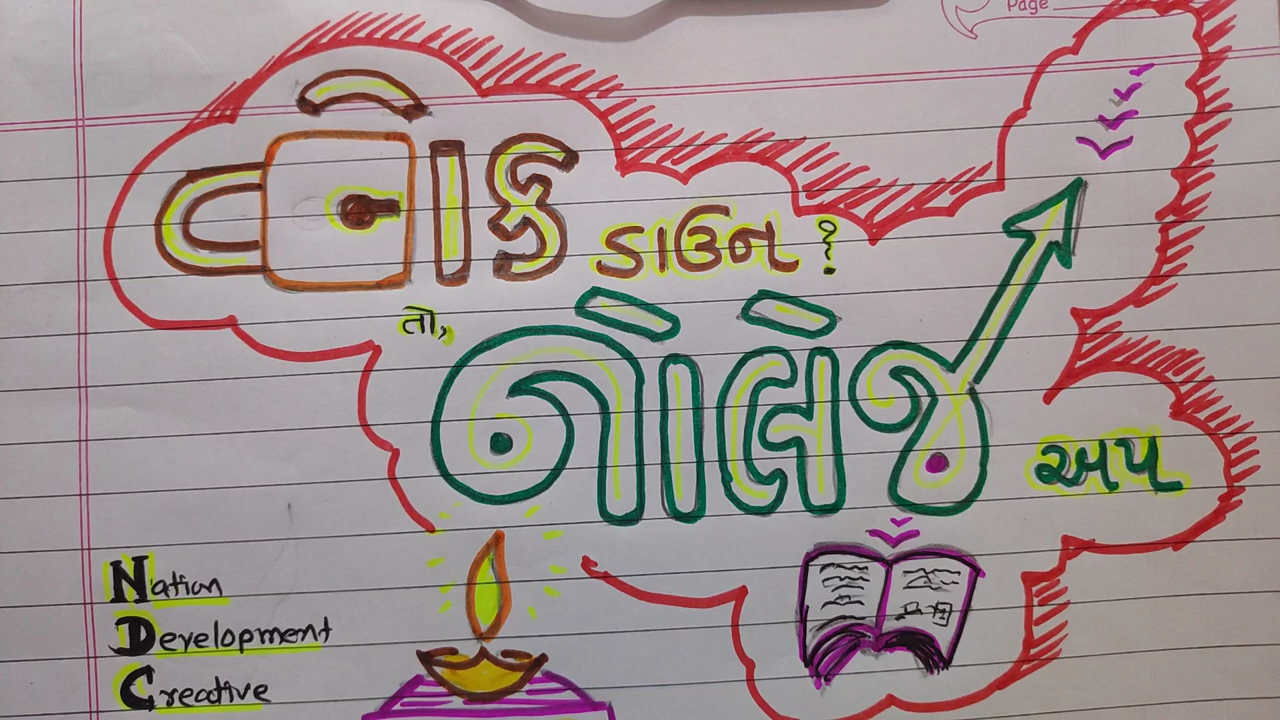 Page
લૉક ડાઉન ?
તો,
નોલેજ અપ
Nation
Development
Creative